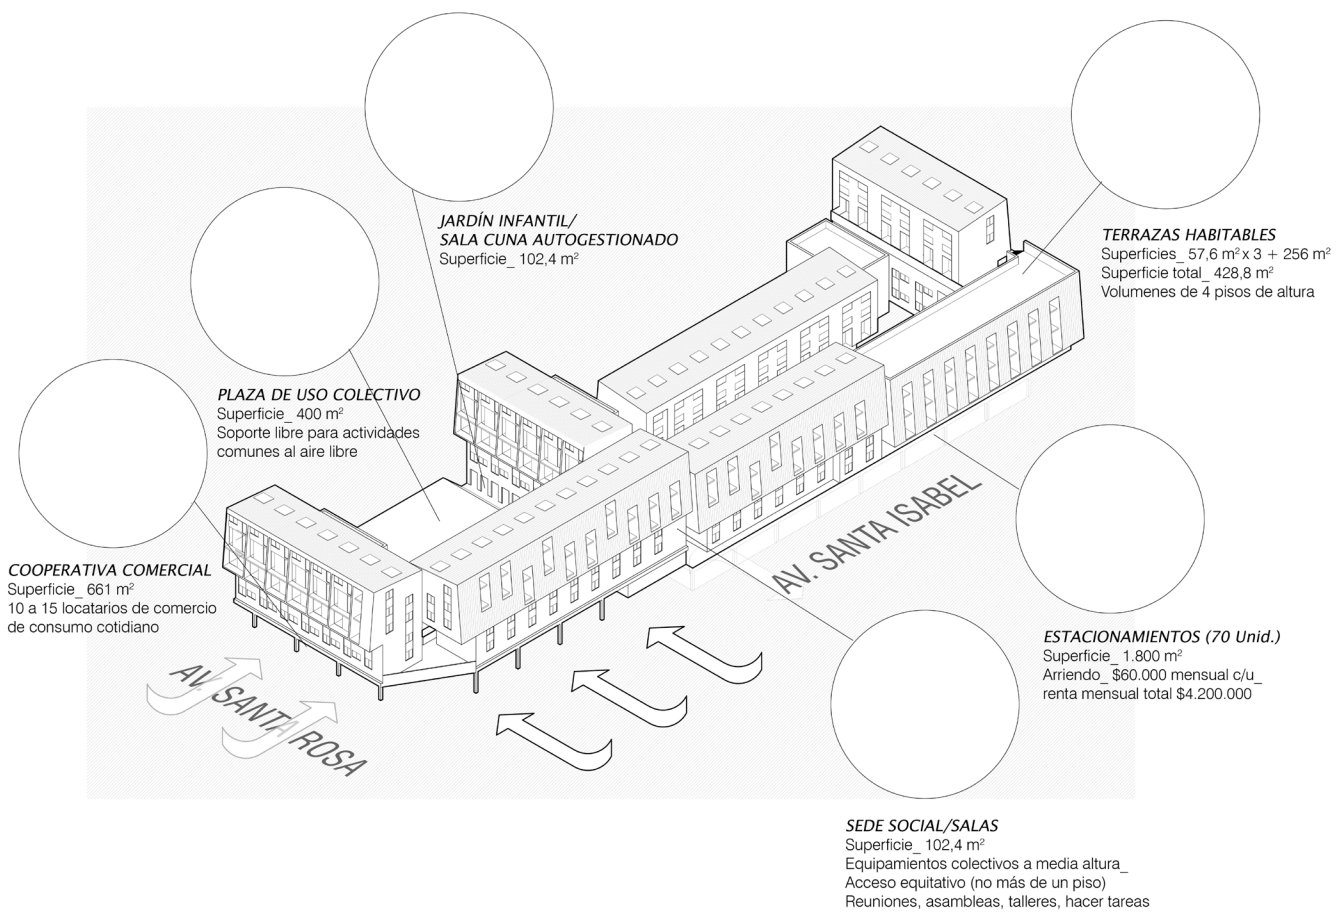 JARDÍN INFANTIL/
SALA CUNA AUTOGESTIONADO
Superficie_ 102,4 m²
TERRAZAS HABITABLES
Superficies_ 57,6 m² x 3 + 256 m²
Superficie total_ 428,8 m²
Volumenes de 4 pisos de altura
PLAZA DE USO COLECTIVO
Superficie_ 400 m²
Soporte libre para actividades
comunes al aire libre
COOPERATIVA COMERCIAL
Superficie_ 661 m²
10 a 15 locatarios de comercio
de consumo cotidiano
AV. SANTA ISABEL
AV. SANTA ROSA
ESTACIONAMIENTOS (70 Unid.)
Superficie_ 1.800 m²
Arriendo_ $60.000 mensual c/u_
renta mensual total $4.200.000
SEDE SOCIAL/SALAS
Superficie_ 102,4 m²
Equipamientos colectivos a media altura_
Acceso equitativo (no más de un piso)
Reuniones, asambleas, talleres, hacer tareas